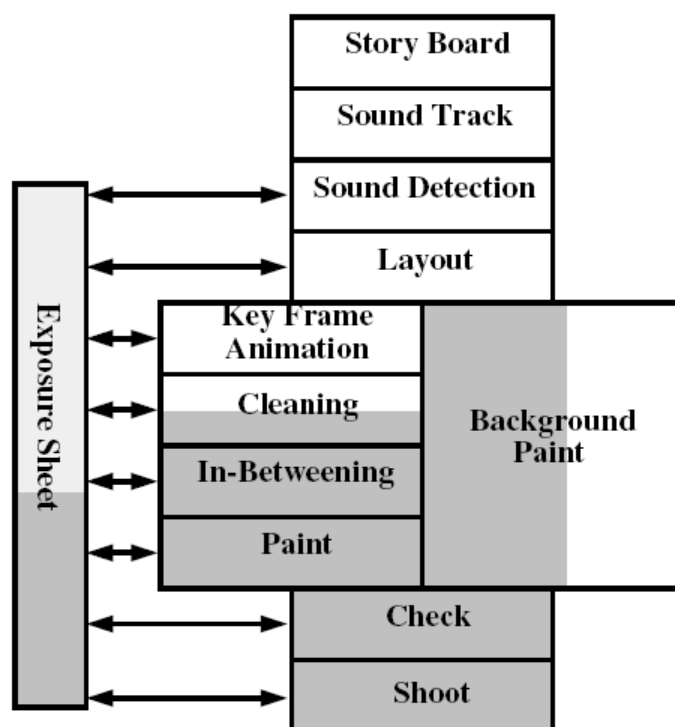 Story Board
Sound Track
Sound Detection
Layout
Exposure Sheet
Key Frame
Animation
Cleaning
In-Betweening
Paint
Background
Paint
Check
Shoot